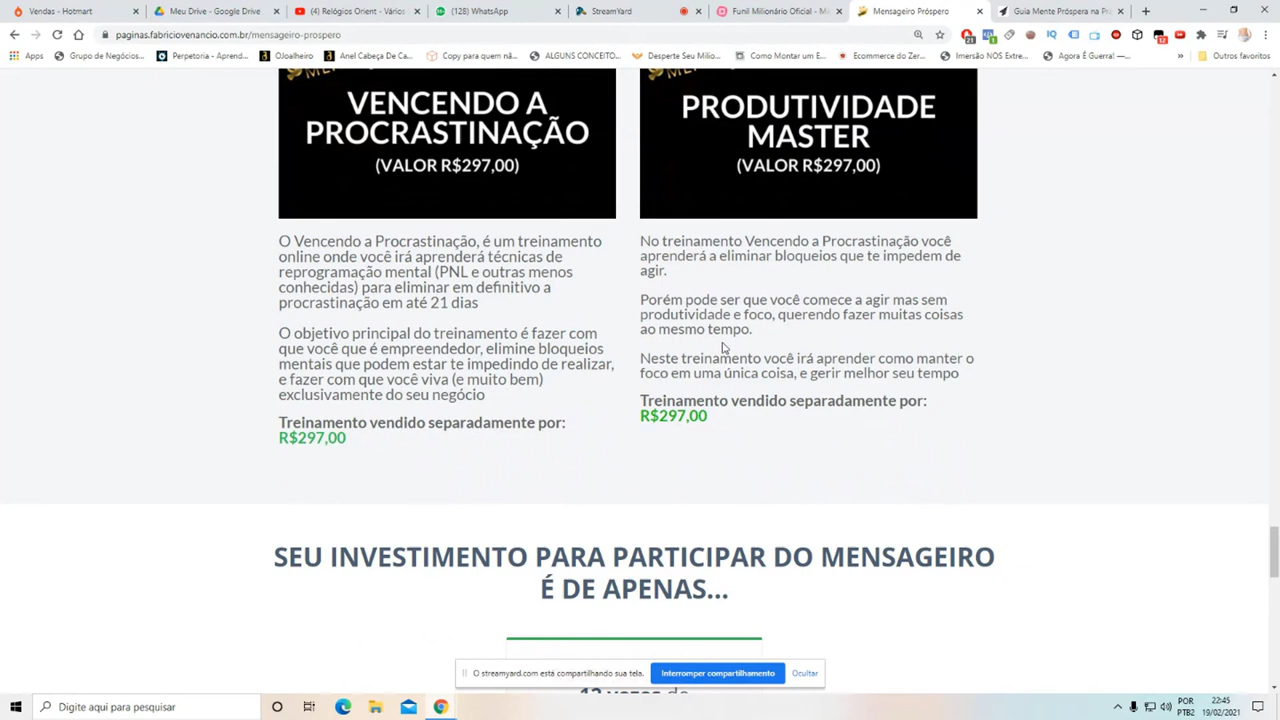 Vendas - Hotmart
Meu Drive - Google Drive
(4) Relógios Orient - Vários
(128) WhatsApp
StreamYard
Funil Milionário Oficial - M
Mensageiro Próspero
Guia Mente Próspera na Pr
paginas.fabriciovenancio.com.br/mensageiro-prospero
21
1
12
Apps
Grupo de Negócios...
Perpetoria - Apren...
OJoalheiro
Anel Cabeça De Ca...
Copy para quem nã...
ALGUNS CONCEITO...
Desperte Seu Milio...
Como Montar um E...
Ecommerce do Zer...
Imersão NOS Extre...
Agora É Guerra! —...
»
Outros favoritos
VENCENDO A
PROCRASTINAÇÃO
(VALOR R$297,00)
O Vencendo a Procrastinação, é um treinamento
online onde você irá aprenderá técnicas de
reprogramação mental (PNL e outras menos
conhecidas) para eliminar em definitivo a
procrastinação em até 21 dias
O objetivo principal do treinamento é fazer com
que você que é empreendedor, elimine bloqueios
mentais que podem estar te impedindo de realizar,
e fazer com que você viva (e muito bem)
exclusivamente do seu negócio
Treinamento vendido separadamente por:
R$297,00
PRODUTIVIDADE
MASTER
(VALOR R$297,00)
No treinamento Vencendo a Procrastinação você
aprenderá a eliminar bloqueios que te impedem de
agir.
Porém pode ser que você comece a agir mas sem
produtividade e foco, querendo fazer muitas coisas
ao mesmo tempo.
Neste treinamento você irá aprender como manter o
foco em uma única coisa, e gerir melhor seu tempo
Treinamento vendido separadamente por:
R$297,00
SEU INVESTIMENTO PARA PARTICIPAR DO MENSAGEIRO
É DE APENAS...
O streamyard.com está compartilhando sua tela.
Interromper compartilhamento
Ocultar
12 vezes de
Digite aqui para pesquisar
POR
PTB2
22:45
19/02/2021